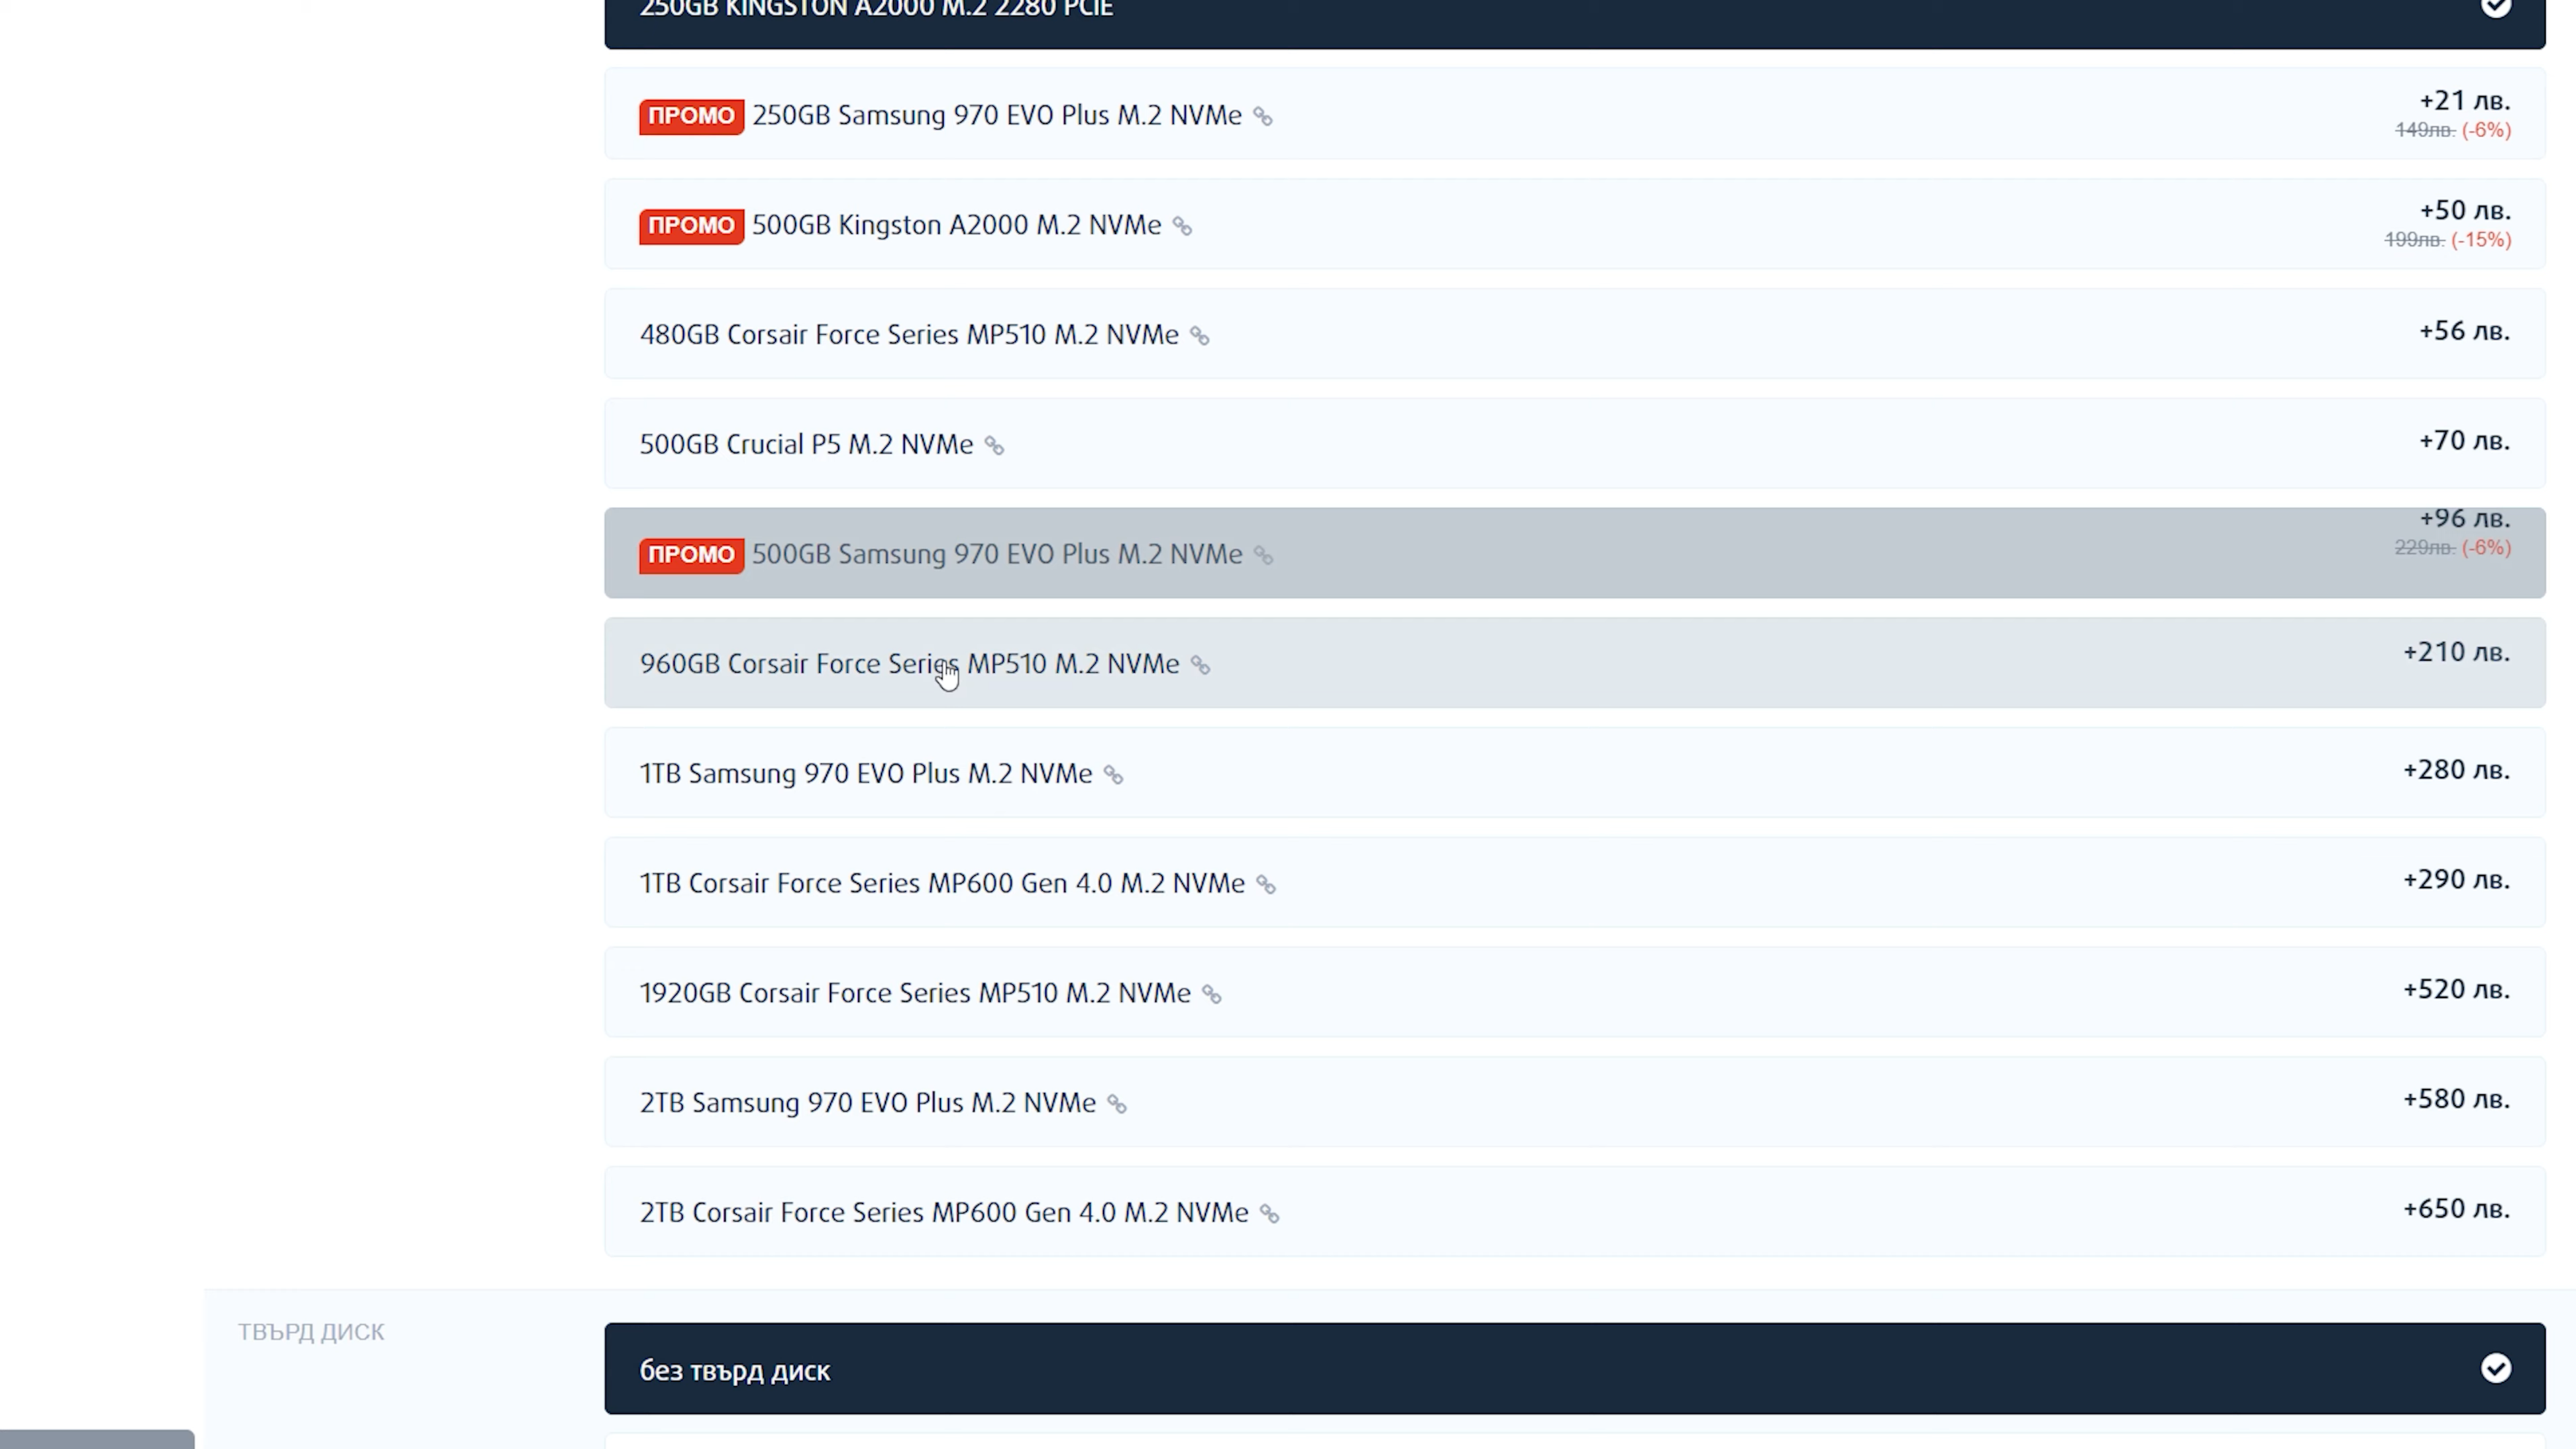 250GB KINGSTON A2000 M.2 2280 PCIE
ПРОМО 250GB Samsung 970 EVO Plus M.2 NVMe +21 лв.
149лв. (-6%)
ПРОМО 500GB Kingston A2000 M.2 NVMe +50 лв.
199лв. (-15%)
480GB Corsair Force Series MP510 M.2 NVMe +56 лв.
500GB Crucial P5 M.2 NVMe +70 лв.
ПРОМО 500GB Samsung 970 EVO Plus M.2 NVMe +96 лв.
229лв. (-6%)
960GB Corsair Force Series MP510 M.2 NVMe +210 лв.
1TB Samsung 970 EVO Plus M.2 NVMe +280 лв.
1TB Corsair Force Series MP600 Gen 4.0 M.2 NVMe +290 лв.
1920GB Corsair Force Series MP510 M.2 NVMe +520 лв.
2TB Samsung 970 EVO Plus M.2 NVMe +580 лв.
2TB Corsair Force Series MP600 Gen 4.0 M.2 NVMe +650 лв.
ТВЪРД ДИСК
без твърд диск